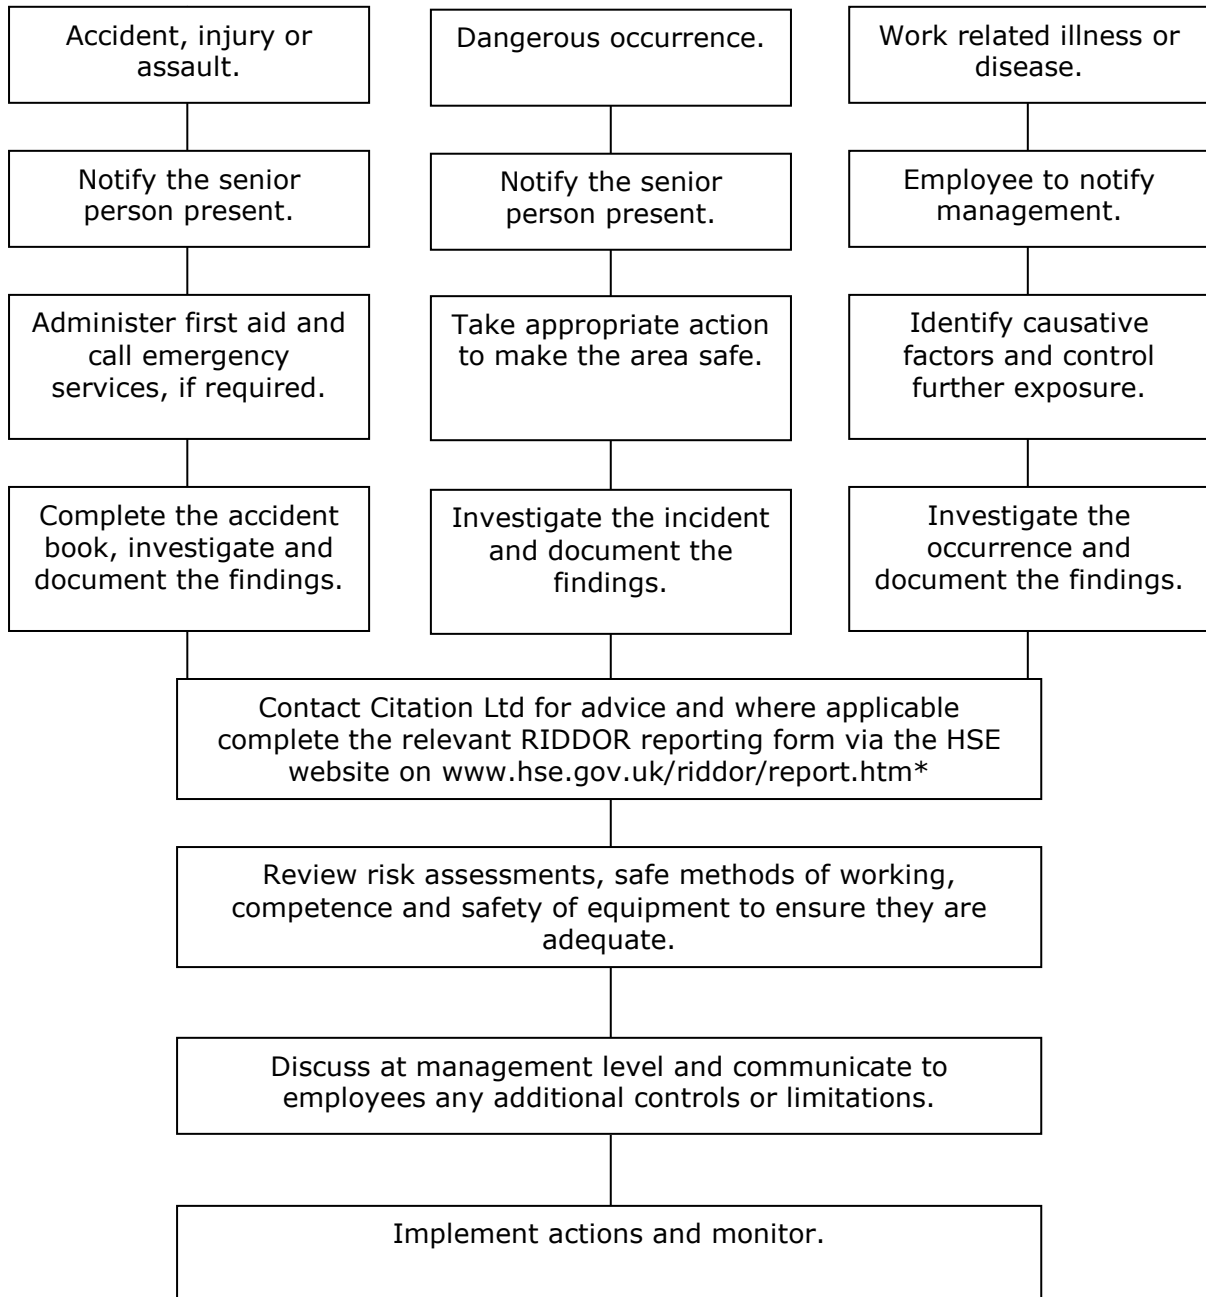 Accident, injury or
assault.
Dangerous occurrence.
Work related illness or
disease.
Notify the senior
person present.
Notify the senior
person present.
Employee to notify
management.
Administer first aid and
call emergency
services, if required.
Take appropriate action
to make the area safe.
Identify causative
factors and control
further exposure.
Complete the accident
book, investigate and
document the findings.
Investigate the incident
and document the
findings.
Investigate the
occurrence and
document the findings.
Contact Citation Ltd for advice and where applicable
complete the relevant RIDDOR reporting form via the HSE
website on www.hse.gov.uk/riddor/report.htm*
Review risk assessments, safe methods of working,
competence and safety of equipment to ensure they are
adequate.
Discuss at management level and communicate to
employees any additional controls or limitations.
Implement actions and monitor.